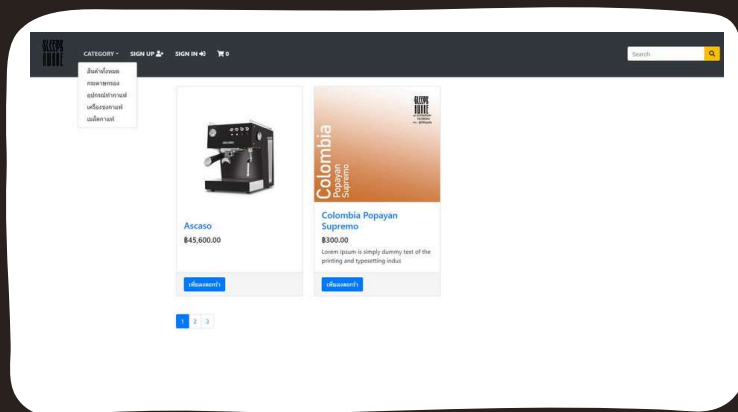 CATEGORY
SIGN UP
SIGN IN
0
Search
สินค้าทั้งหมด
กระดาษกรอง
อุปกรณ์ทำกาแฟ
เครื่องชงกาแฟ
เมล็ดกาแฟ
Colombia
Popayan
Supremo
Ascaso
฿45,600.00
Colombia Popayan
Supremo
฿300.00
Lorem Ipsum is simply dummy text of the
printing and typesetting indus
เพิ่มลงตะกร้า
เพิ่มลงตะกร้า
1 2 3